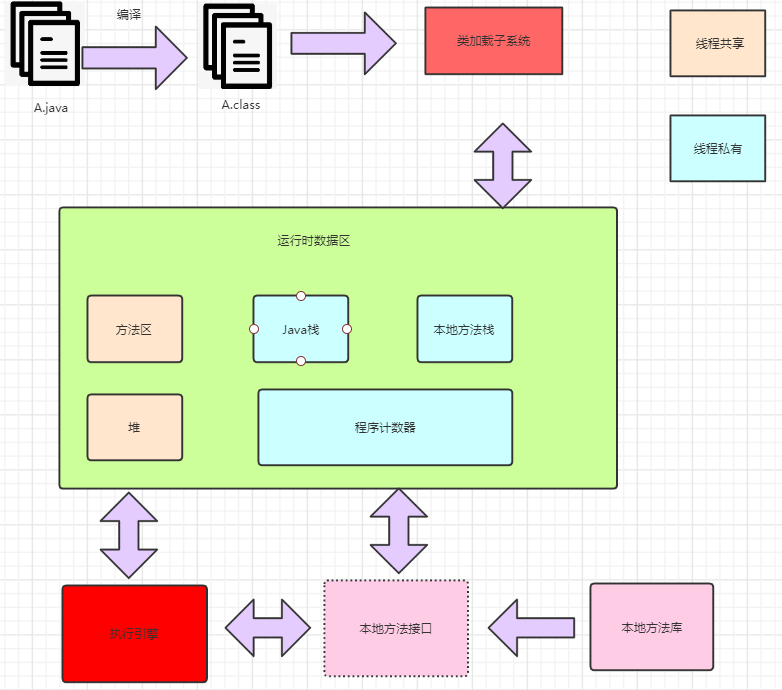 编译
A.java
A.class
类加载子系统
线程共享
线程私有
运行时数据区
方法区
Java栈
本地方法栈
堆
程序计数器
执行引擎
本地方法接口
本地方法库